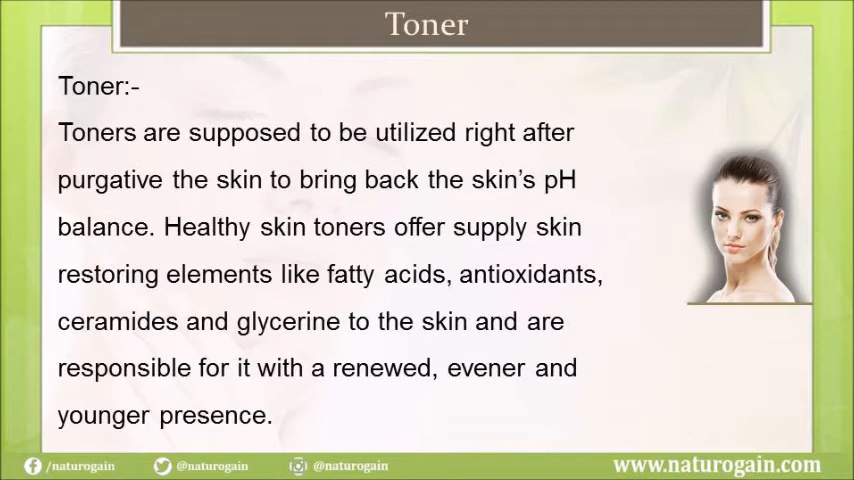 Toner
Toner:-
Toners are supposed to be utilized right after
purgative the skin to bring back the skin’s pH
balance. Healthy skin toners offer supply skin
restoring elements like fatty acids, antioxidants,
ceramides and glycerine to the skin and are
responsible for it with a renewed, evener and
younger presence.
/naturogain @naturogain @naturogain www.naturogain.com